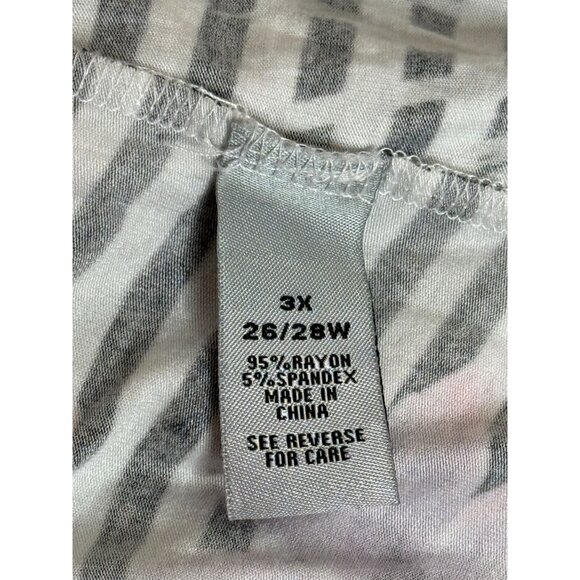 3X
26/28W
95%RAYON
5%SPANDEX
MADE IN
CHINA
SEE REVERSE
FOR CARE